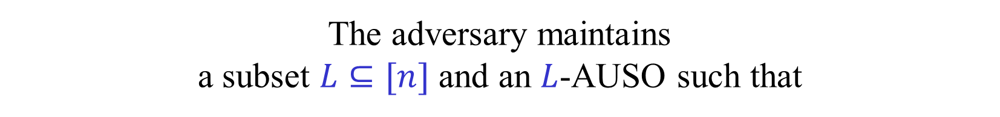 The adversary maintains
a subset L ⊆ [n] and an L-AUSO such that